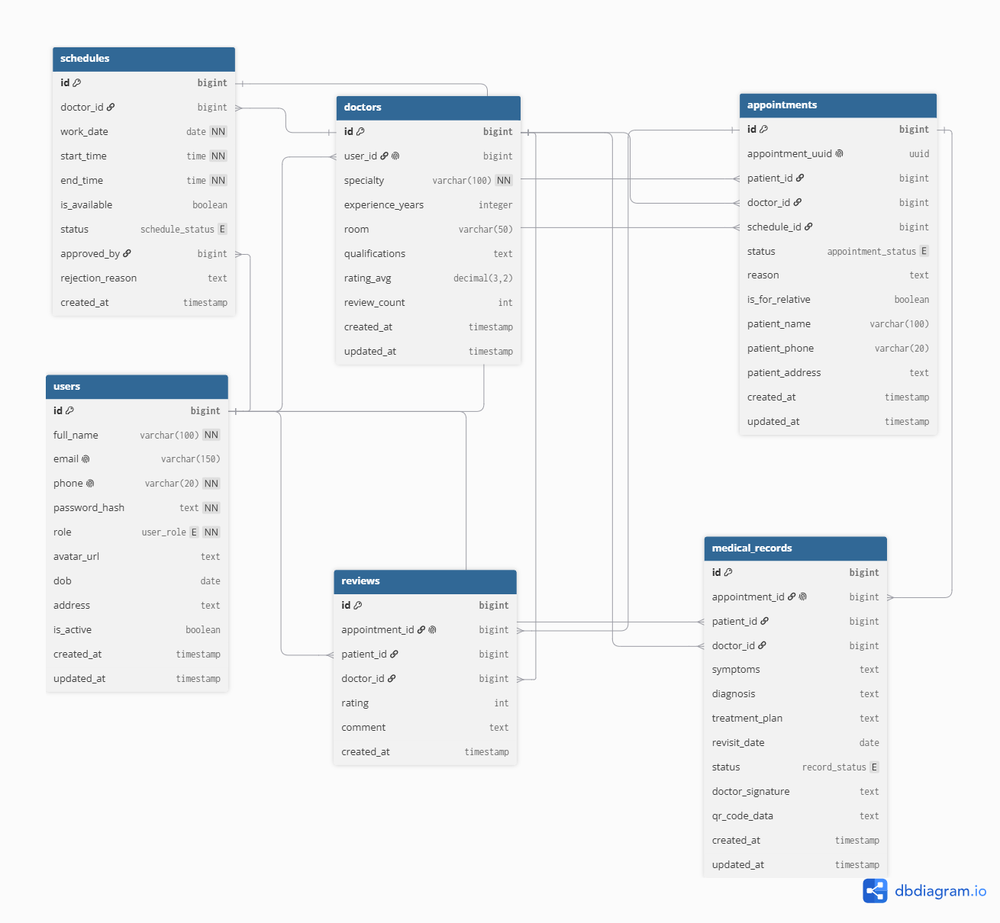 schedules
id bigint
doctor_id bigint
work_date date NN
start_time time NN
end_time time NN
is_available boolean
status schedule_status E
approved_by bigint
rejection_reason text
created_at timestamp
doctors
id bigint
user_id bigint
specialty varchar(100) NN
experience_years integer
room varchar(50)
qualifications text
rating_avg decimal(3,2)
review_count int
created_at timestamp
updated_at timestamp
appointments
id bigint
appointment_uuid uuid
patient_id bigint
doctor_id bigint
schedule_id bigint
status appointment_status E
reason text
is_for_relative boolean
patient_name varchar(100)
patient_phone varchar(20)
patient_address text
created_at timestamp
updated_at timestamp
users
id bigint
full_name varchar(100) NN
email varchar(150)
phone varchar(20) NN
password_hash text NN
role user_role E NN
avatar_url text
dob date
address text
is_active boolean
created_at timestamp
updated_at timestamp
reviews
id bigint
appointment_id bigint
patient_id bigint
doctor_id bigint
rating int
comment text
created_at timestamp
medical_records
id bigint
appointment_id bigint
patient_id bigint
doctor_id bigint
symptoms text
diagnosis text
treatment_plan text
revisit_date date
status record_status E
doctor_signature text
qr_code_data text
created_at timestamp
updated_at timestamp
dbdiagram.io